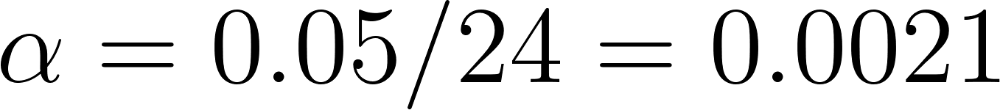 α = 0.05/24 = 0.0021